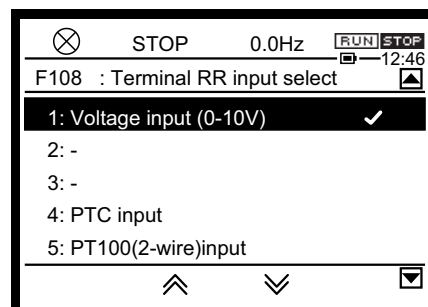 STOP 0.0Hz RUN STOP
12:46
F108 : Terminal RR input select
1: Voltage input (0-10V)
2: -
3: -
4: PTC input
5: PT100(2-wire)input